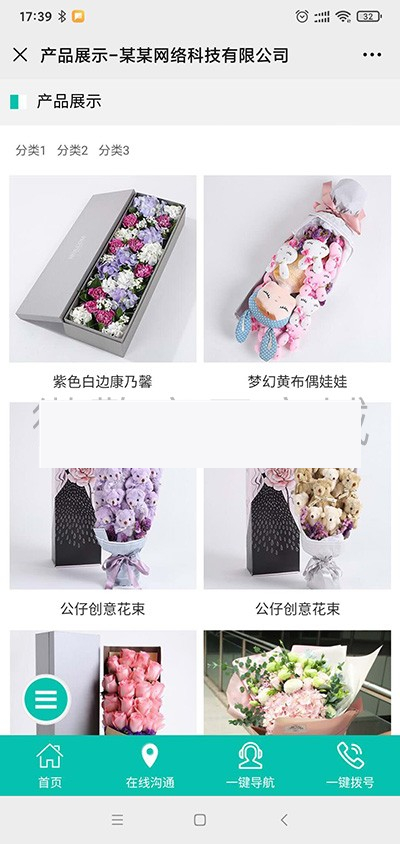 17:39
32
产品展示-某某网络科技有限公司
产品展示
分类1 分类2 分类3
紫色白边康乃馨 梦幻黄布偶娃娃
公仔创意花束 公仔创意花束
首页 在线沟通 一键导航 一键拨号